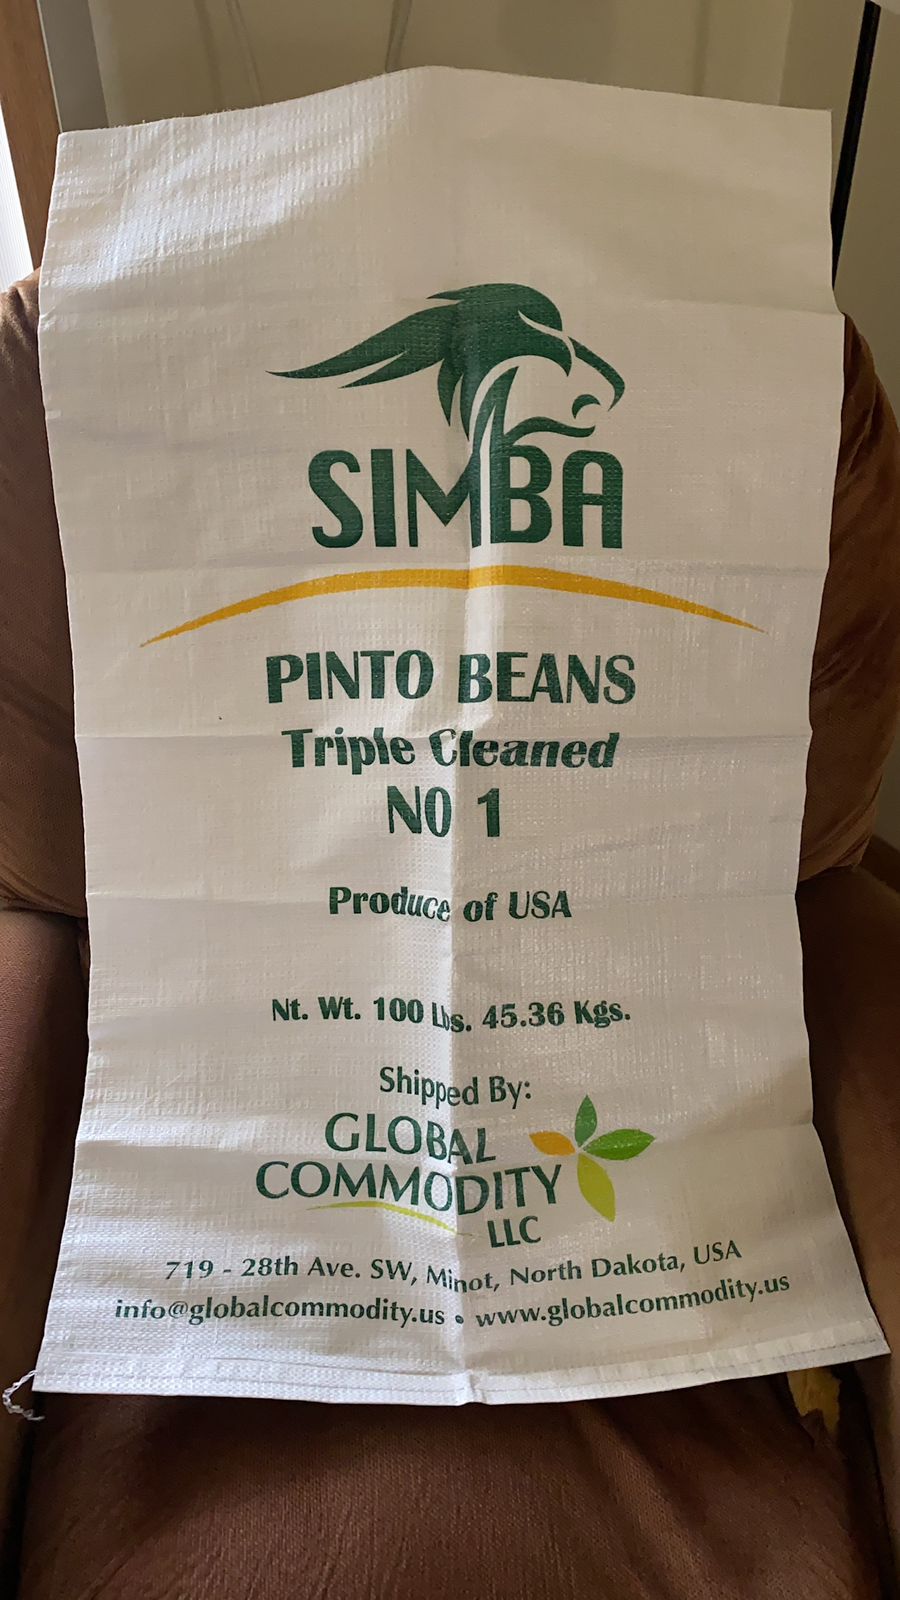 SIMBA
PINTO BEANS
Triple Cleaned
NO 1
Produce of USA
Nt. Wt. 100 Lbs. 45.36 Kgs.
Shipped By:
GLOBAL
COMMODITY
LLC
719 - 28th Ave. SW, Minot, North Dakota, USA
info@globalcommodity.us • www.globalcommodity.us